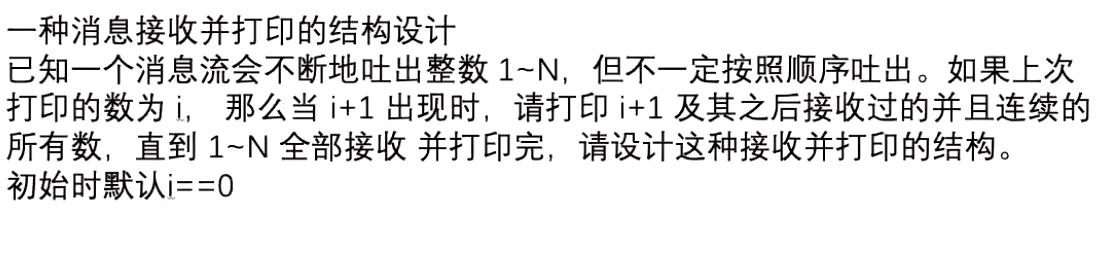 一种消息接收并打印的结构设计
已知一个消息流会不断地吐出整数 1~N，但不一定按照顺序吐出。如果上次
打印的数为 i， 那么当 i+1 出现时，请打印 i+1 及其之后接收过的并且连续的
所有数，直到 1~N 全部接收 并打印完，请设计这种接收并打印的结构。
初始时默认i==0